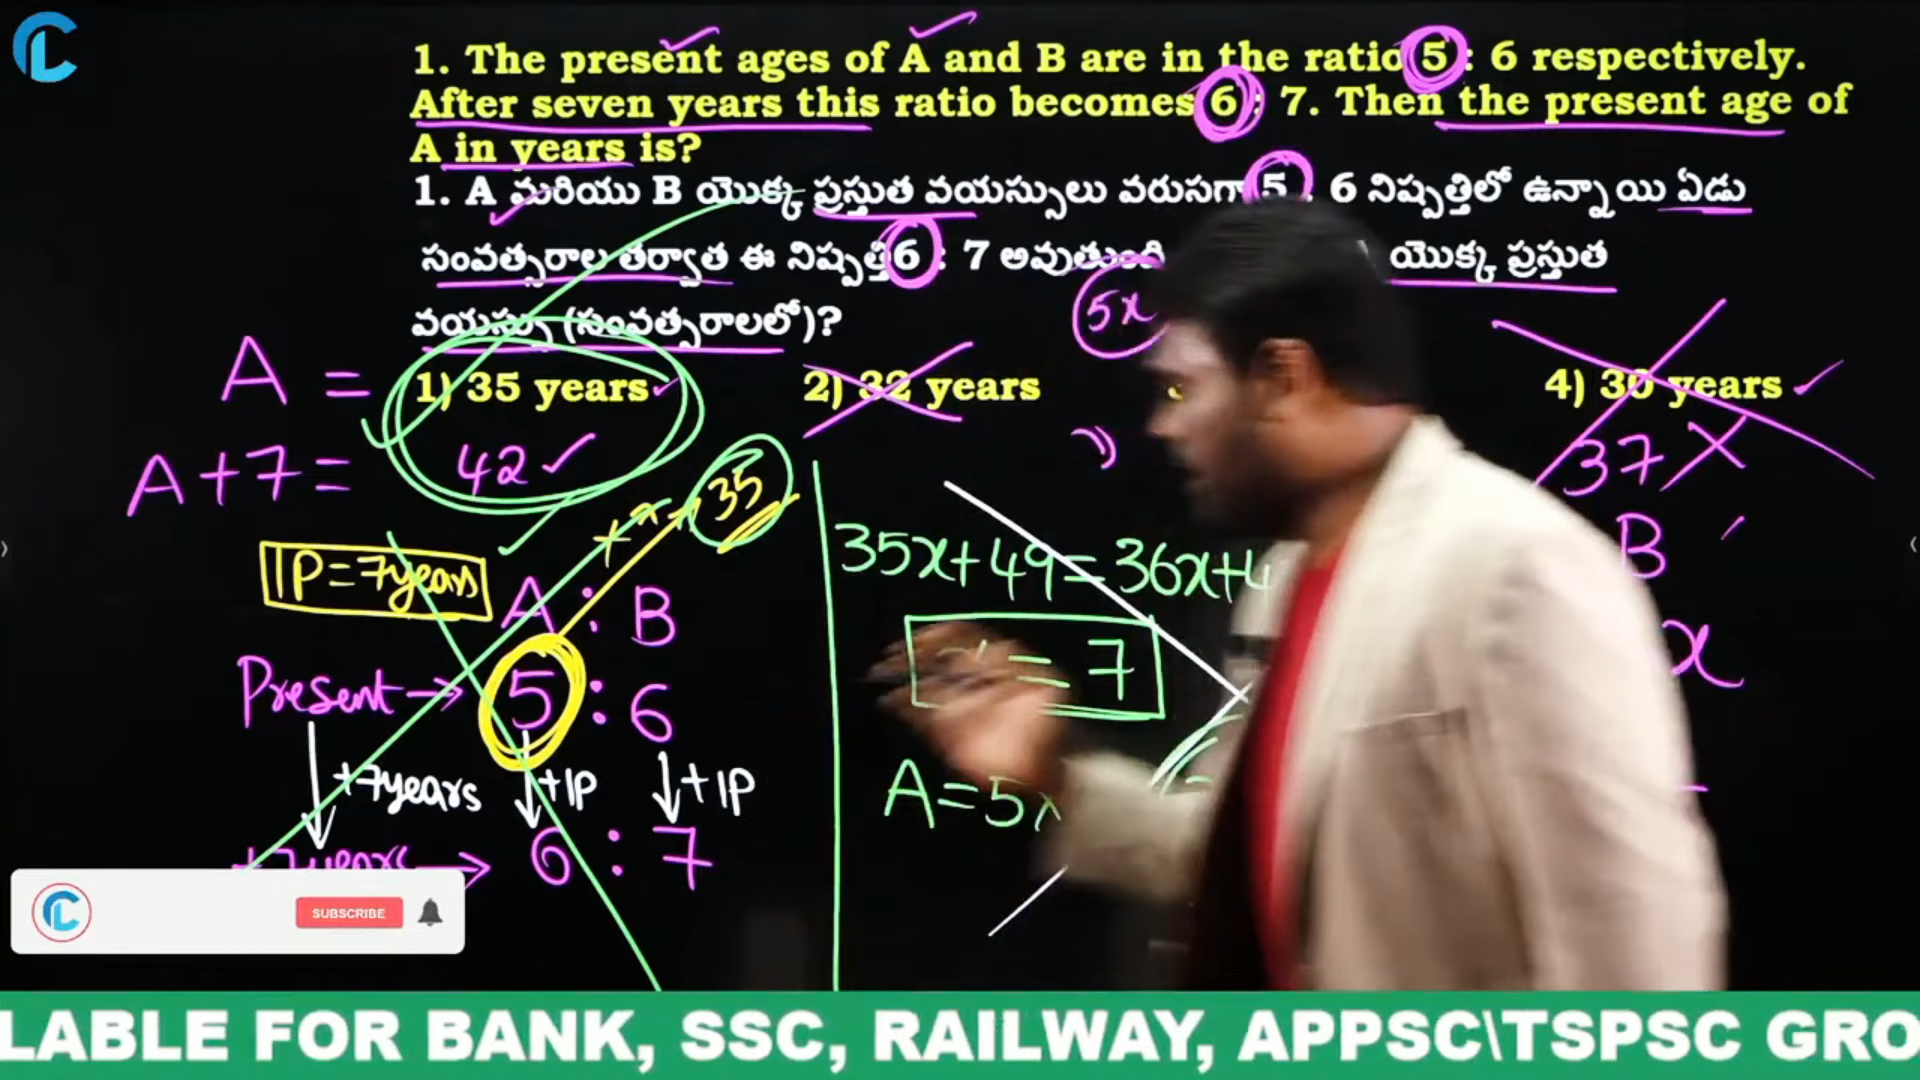 1. The present ages of A and B are in the ratio 5 : 6 respectively.
After seven years this ratio becomes 6 : 7. Then the present age of
A in years is?
1. A మరియు B యొక్క ప్రస్తుత వయస్సులు వరుసగా 5 : 6 నిష్పత్తిలో ఉన్నాయి ఏడు
సంవత్సరాల తర్వాత ఈ నిష్పత్తి 6 : 7 అవుతుంది యొక్క ప్రస్తుత
వయస్సు (సంవత్సరాలలో)?
5x
A = 1) 35 years 2) 32 years 4) 30 years
A+7= 42 37
35
1P=7years
A : B
Present → 5 : 6
+7years +1P +1P
+7years → 6 : 7
35x+49=36x+4
= 7
A=5x
B
x
SUBSCRIBE
LABLE FOR BANK, SSC, RAILWAY, APPSC\TSPSC GRO